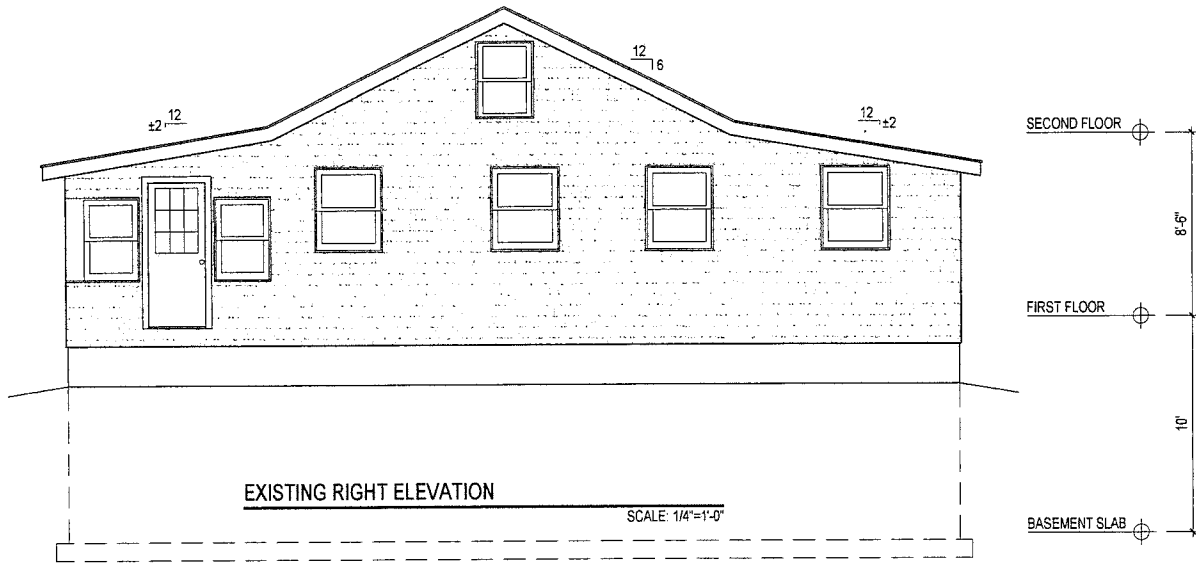 12
6
12
±2
12
±2
SECOND FLOOR
8'-6"
FIRST FLOOR
10'
EXISTING RIGHT ELEVATION
SCALE: 1/4"=1'-0"
BASEMENT SLAB